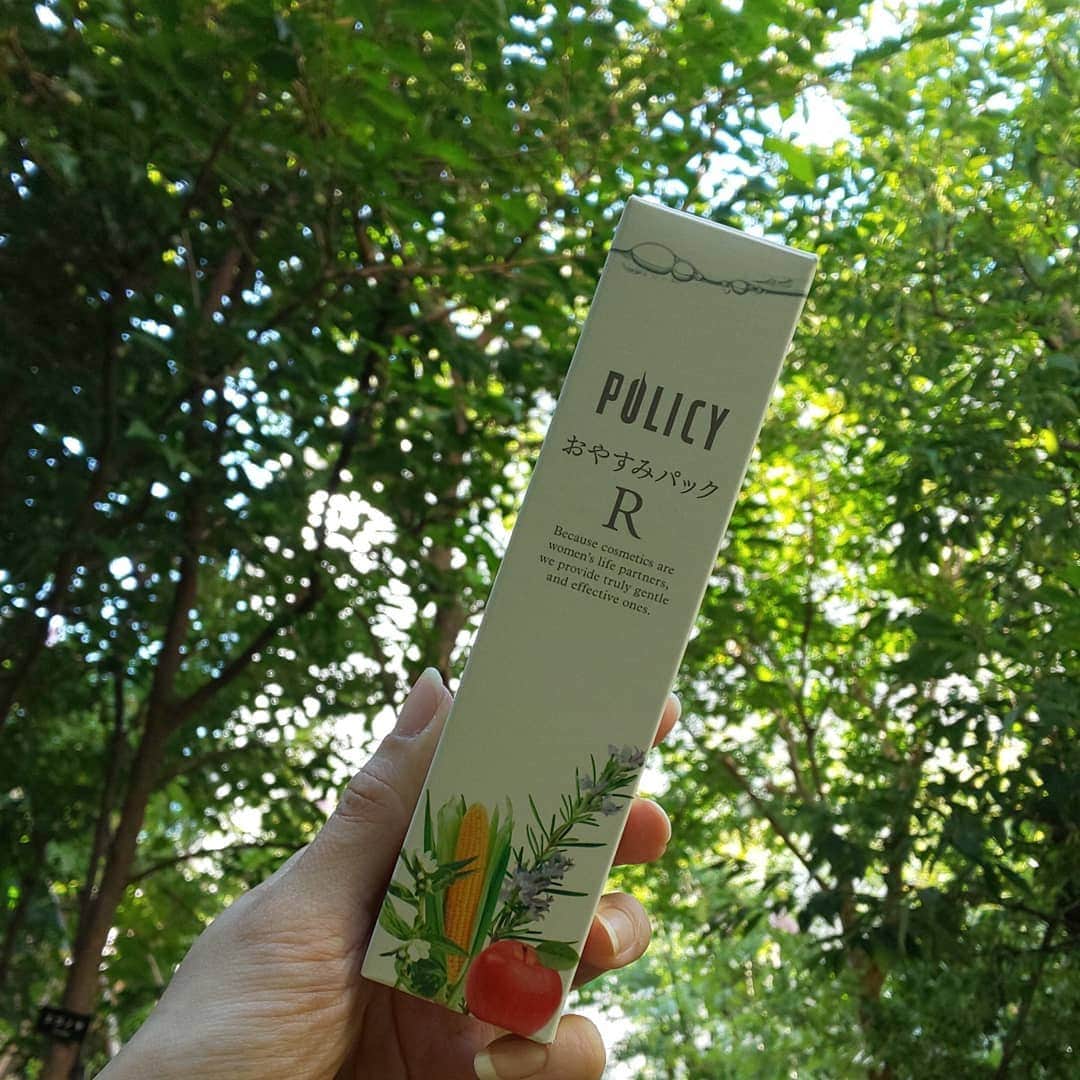 POLICY
おやすみパック
R
Because cosmetics are
women's life partners,
we provide truly gentle
and effective ones.